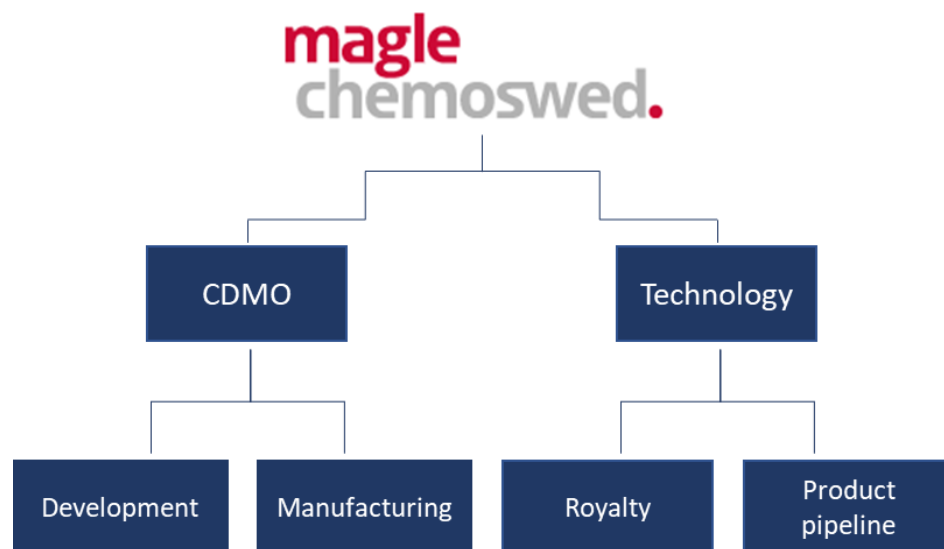 magle
chemoswed.
CDMO
Technology
Development
Manufacturing
Royalty
Product
pipeline